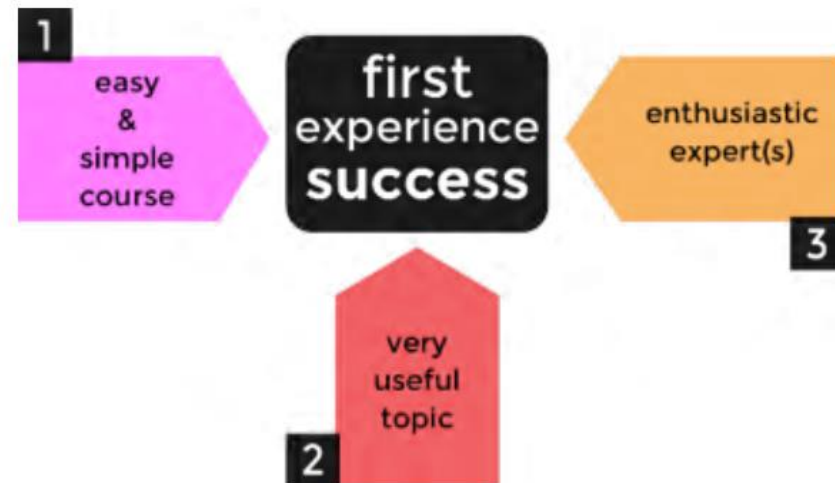 1
easy
&
simple
course
first
experience
success
enthusiastic
expert(s)
3
very
useful
topic
2